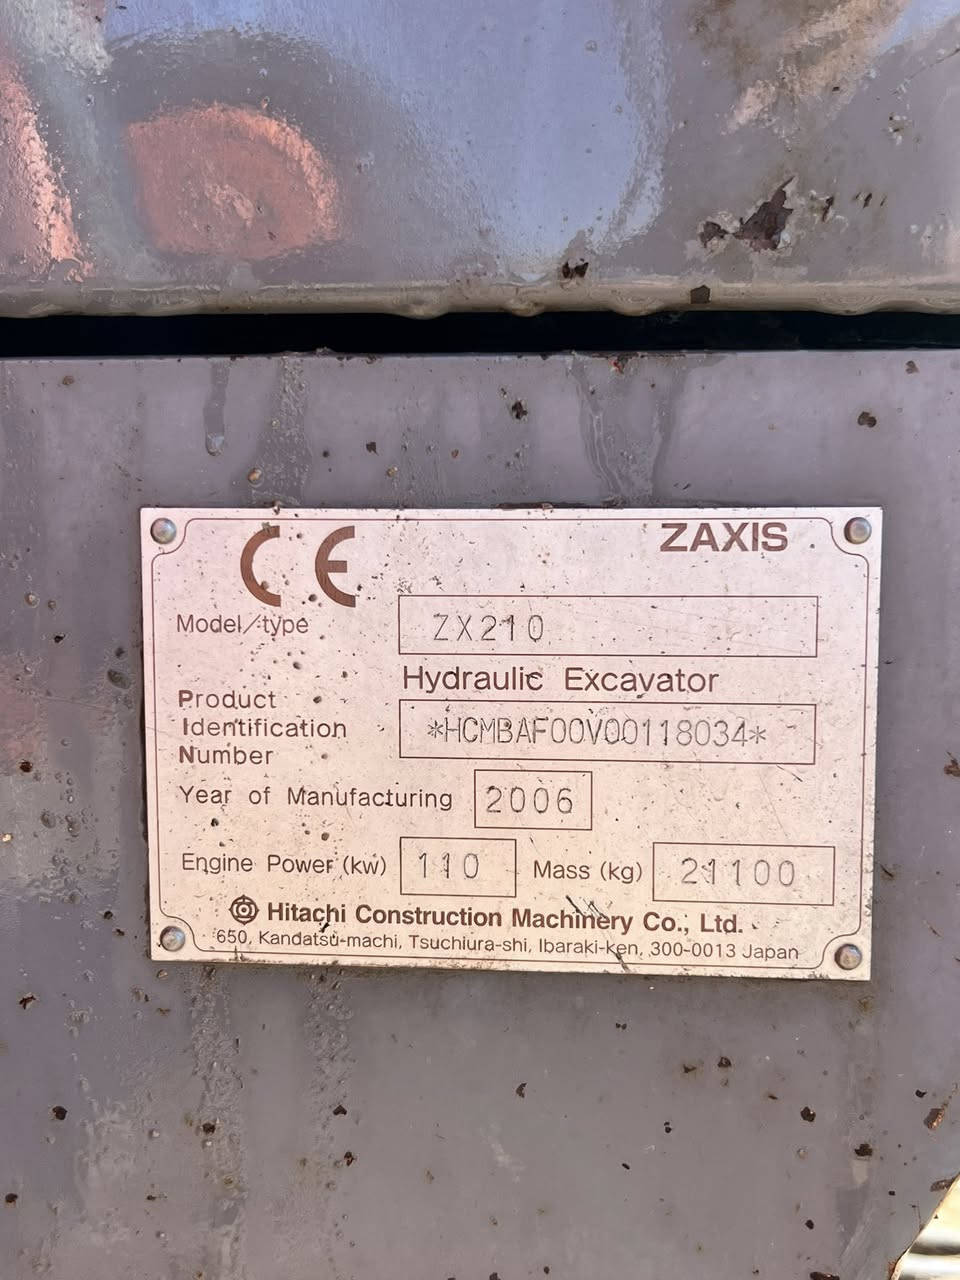 CE ZAXIS
Model/type ZX210
Hydraulic Excavator
Product
Identification *HCMBAF00V00118034*
Number
Year of Manufacturing 2006
Engine Power (kw) 110 Mass (kg) 21100
Hitachi Construction Machinery Co., Ltd.
650, Kandatsu-machi, Tsuchiura-shi, Ibaraki-ken, 300-0013 Japan